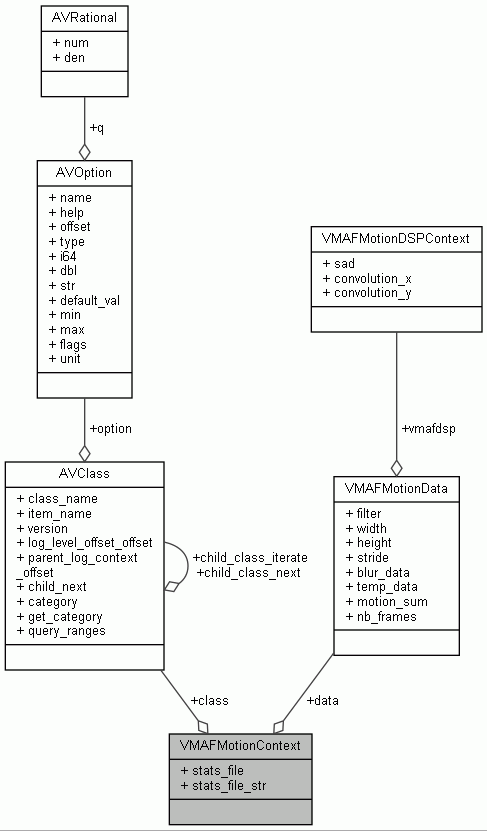 AVRational
+ num
+ den
+q
AVOption
+ name
+ help
+ offset
+ type
+ i64
+ dbl
+ str
+ default_val
+ min
+ max
+ flags
+ unit
VMAFMotionDSPContext
+ sad
+ convolution_x
+ convolution_y
+option
+vmafdsp
AVClass
+ class_name
+ item_name
+ version
+ log_level_offset_offset
+ parent_log_context
_offset
+ child_next
+ category
+ get_category
+ query_ranges
+child_class_iterate
+child_class_next
VMAFMotionData
+ filter
+ width
+ height
+ stride
+ blur_data
+ temp_data
+ motion_sum
+ nb_frames
+class
+data
VMAFMotionContext
+ stats_file
+ stats_file_str